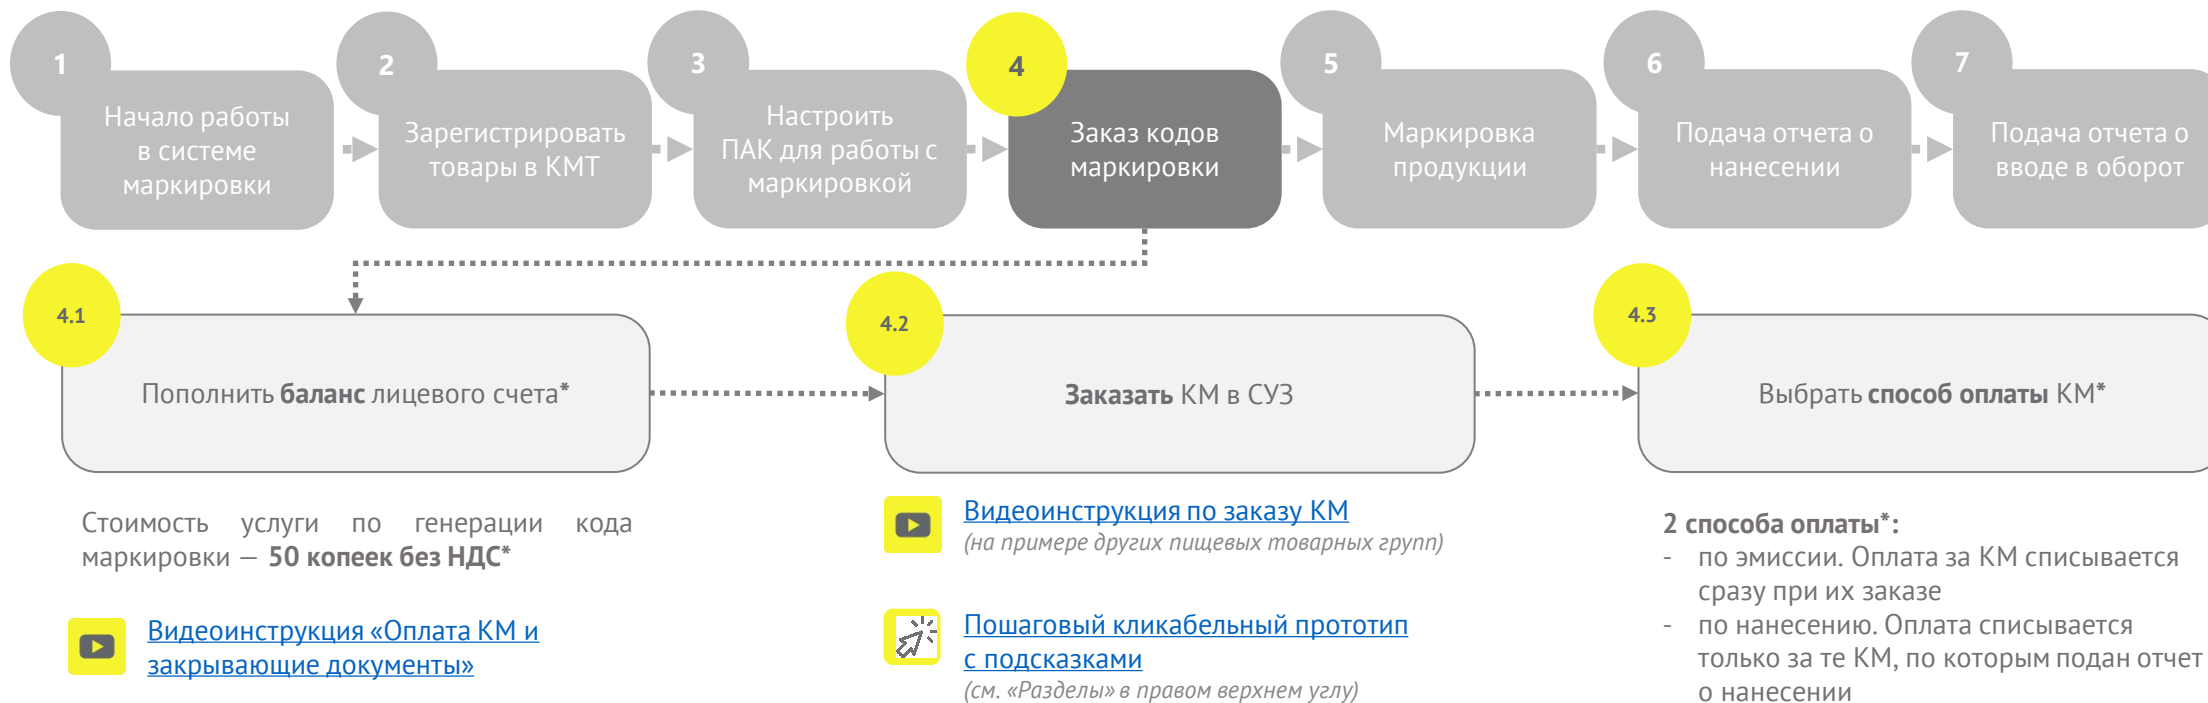 1
Начало работы
в системе
маркировки
2
Зарегистрировать
товары в КМТ
3
Настроить
ПАК для работы с
маркировкой
4
Заказ кодов
маркировки
5
Маркировка
продукции
6
Подача отчета о
нанесении
7
Подача отчета о
вводе в оборот
4.1
Пополнить баланс лицевого счета*
4.2
Заказать КМ в СУЗ
4.3
Выбрать способ оплаты КМ*
Стоимость услуги по генерации кода
маркировки — 50 копеек без НДС*
Видеоинструкция «Оплата КМ и
закрывающие документы»
Видеоинструкция по заказу КМ
(на примере других пищевых товарных групп)
Пошаговый кликабельный прототип
с подсказками
(см. «Разделы» в правом верхнем углу)
2 способа оплаты*:
- по эмиссии. Оплата за КМ списывается
сразу при их заказе
- по нанесению. Оплата списывается
только за те КМ, по которым подан отчет
о нанесении